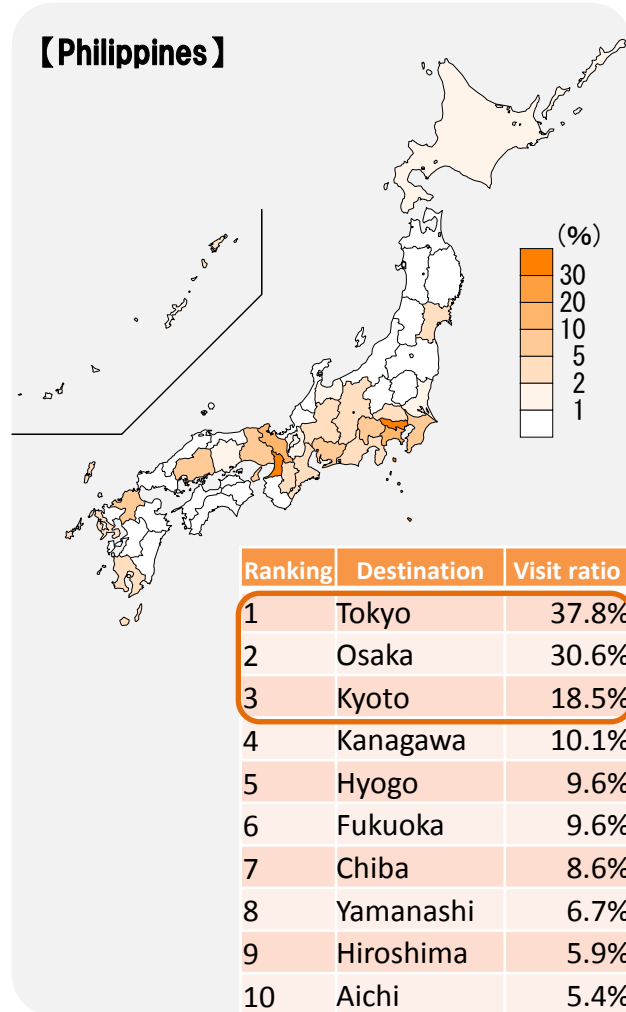 【Philippines】
(%)
30
20
10
5
2
1
Ranking Destination Visit ratio
1 Tokyo 37.8%
2 Osaka 30.6%
3 Kyoto 18.5%
4 Kanagawa 10.1%
5 Hyogo 9.6%
6 Fukuoka 9.6%
7 Chiba 8.6%
8 Yamanashi 6.7%
9 Hiroshima 5.9%
10 Aichi 5.4%